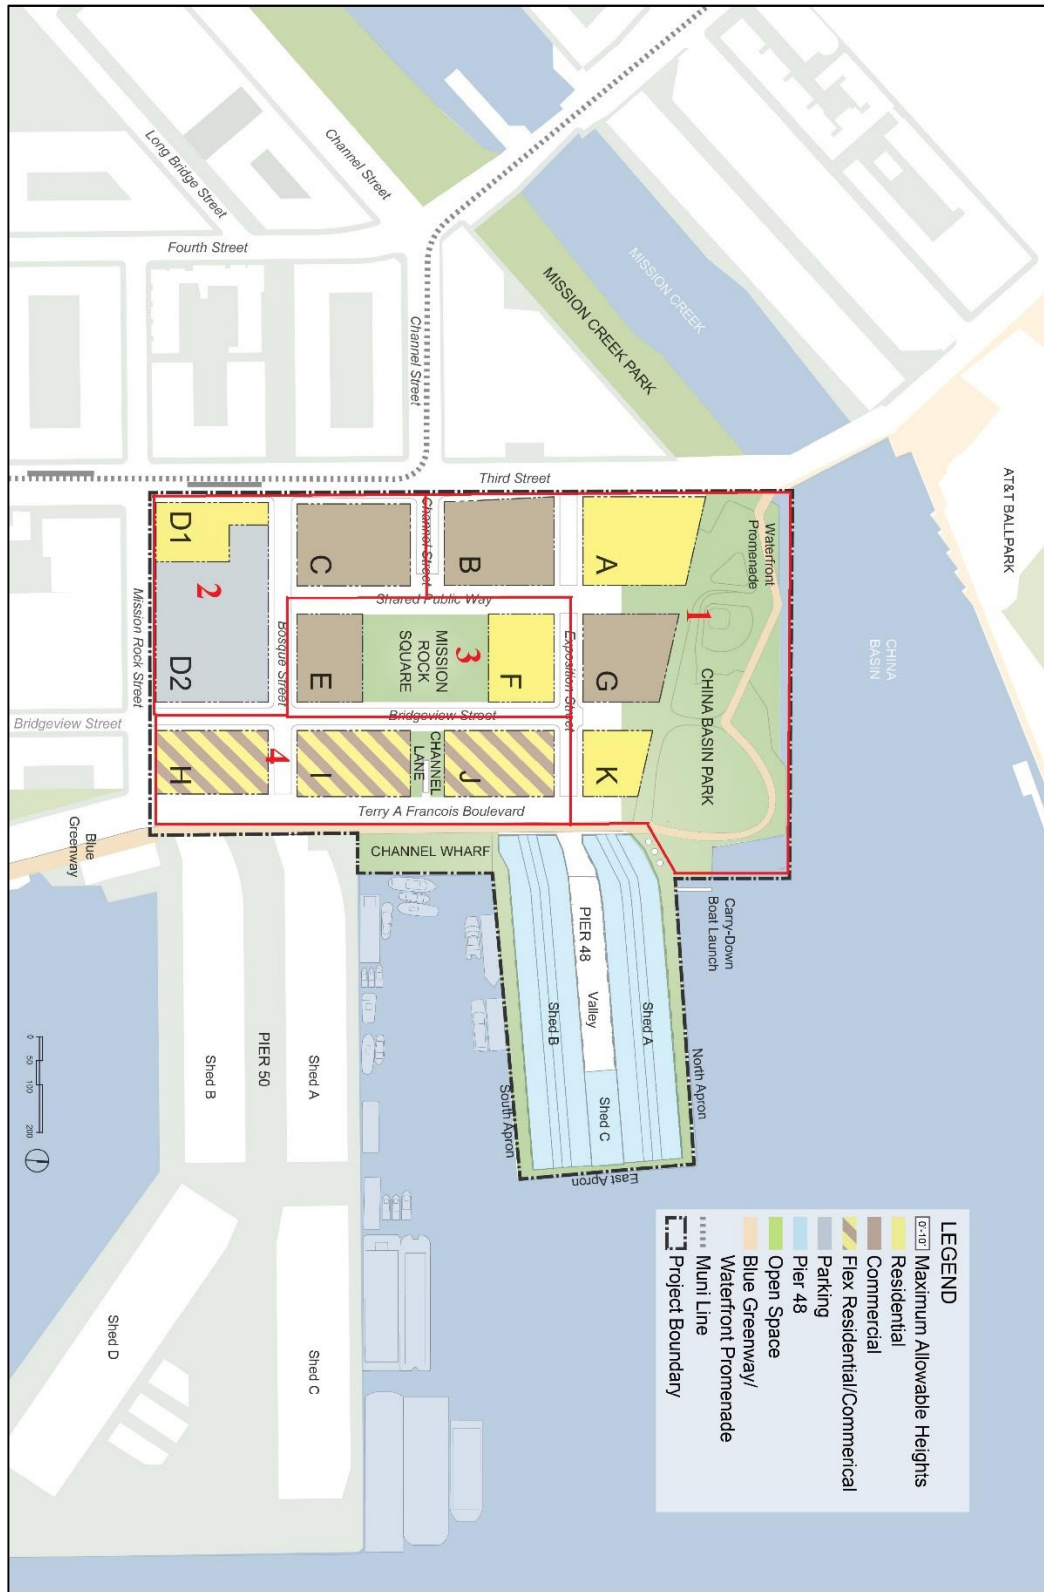 Long Bridge Street
Channel Street
Fourth Street
Channel Street
MISSION CREEK
MISSION CREEK PARK
Third Street
AT&T BALLPARK
CHINA
BASIN
Waterfront
Promenade
1
CHINA BASIN PARK
A
B
Channel Street
C
D1
2
D2
Shared Public Way
Mission Rock Street
Bosque Street
Exposition Street
MISSION
ROCK
SQUARE
3
E
F
G
Bridgeview Street
Bridgeview Street
H
4
I
CHANNEL
LANE
J
K
Terry A Francois Boulevard
Blue
Greenway
CHANNEL WHARF
Carry-Down
Boat Launch
PIER 48
Valley
Shed A
Shed B
Shed C
North Apron
South Apron
East Apron
PIER 50
Shed A
Shed B
Shed C
Shed D
0
50
100
200
LEGEND
0'-10' Maximum Allowable Heights
Residential
Commercial
Flex Residential/Commerical
Parking
Pier 48
Open Space
Blue Greenway/
Waterfront Promenade
Muni Line
Project Boundary